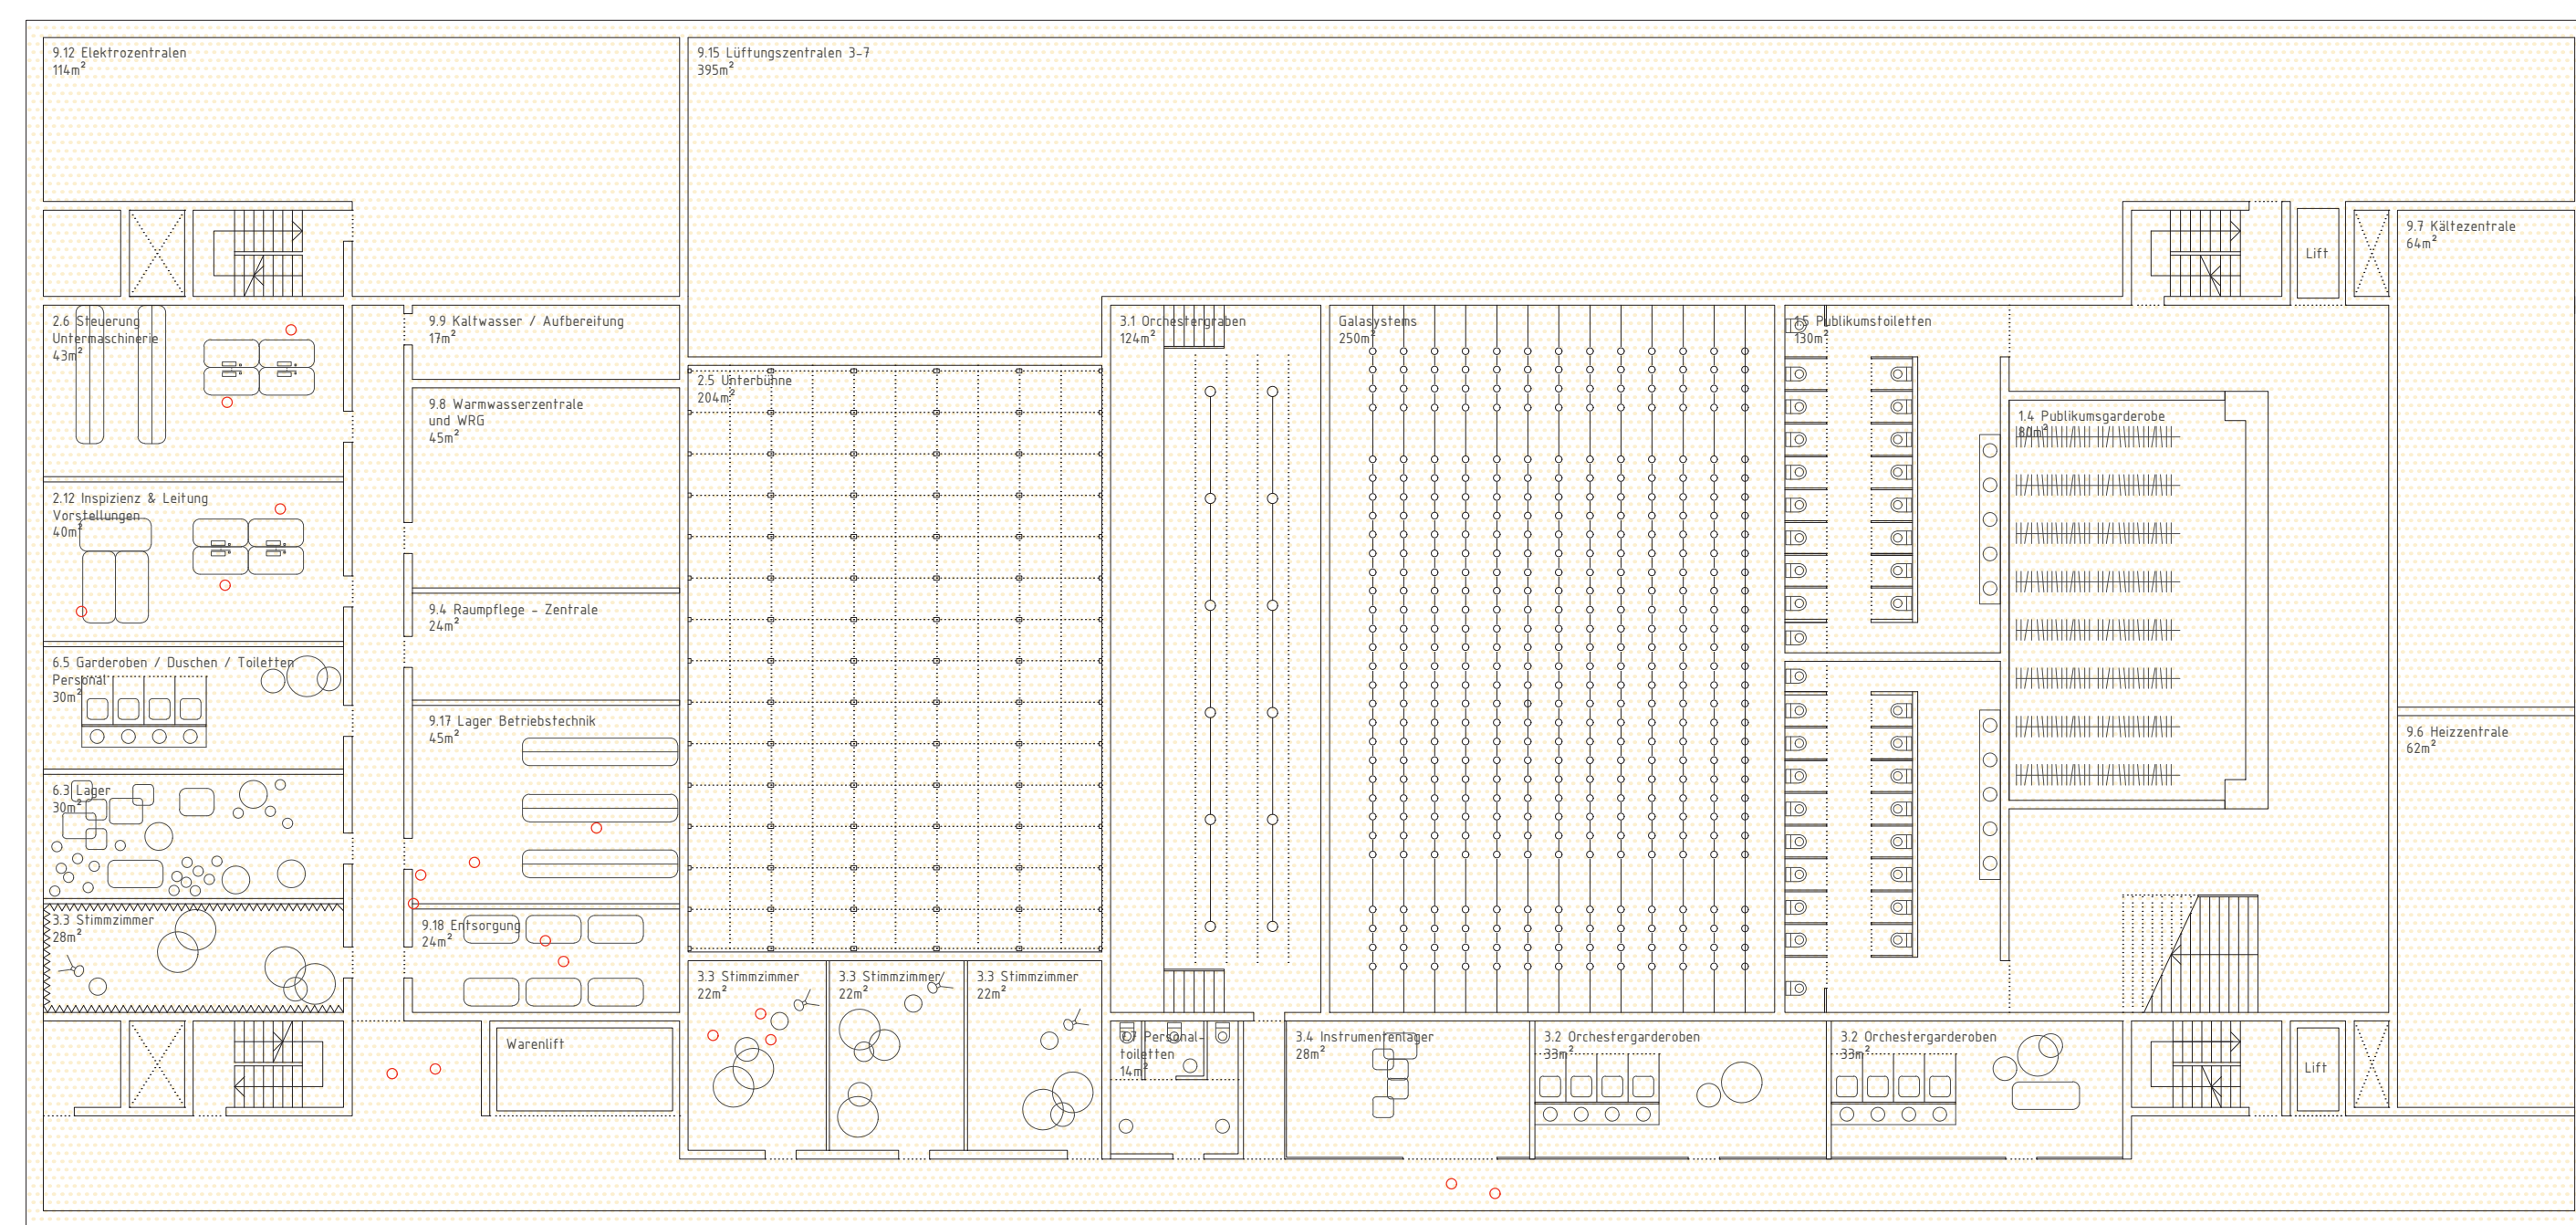 9.12 Elektrozentralen
114m²
9.15 Lüftungszentralen 3-7
395m²
9.7 Kältezentrale
64m²
Lift
2.6 Steuerung
Untermaschinerie
43m²
9.9 Kaltwasser / Aufbereitung
17m²
3.1 Orchestergraben
124m²
Galasystems
250m²
1.5 Publikumstoiletten
130m²
2.5 Unterbühne
204m²
9.8 Warmwasserzentrale
und WRG
45m²
1.4 Publikumsgarderobe
80m²
2.12 Inspizienz & Leitung
Vorstellungen
40m²
9.4 Raumpflege - Zentrale
24m²
6.5 Garderoben / Duschen / Toiletten
Personal
30m²
9.17 Lager Betriebstechnik
45m²
9.6 Heizzentrale
62m²
6.3 Lager
30m²
3.3 Stimmzimmer
28m²
9.18 Entsorgung
24m²
3.3 Stimmzimmer
22m²
3.3 Stimmzimmer
22m²
3.3 Stimmzimmer
22m²
Warenlift
3.7 Personal-
toiletten
14m²
3.4 Instrumentenlager
28m²
3.2 Orchestergarderoben
33m²
3.2 Orchestergarderoben
33m²
Lift